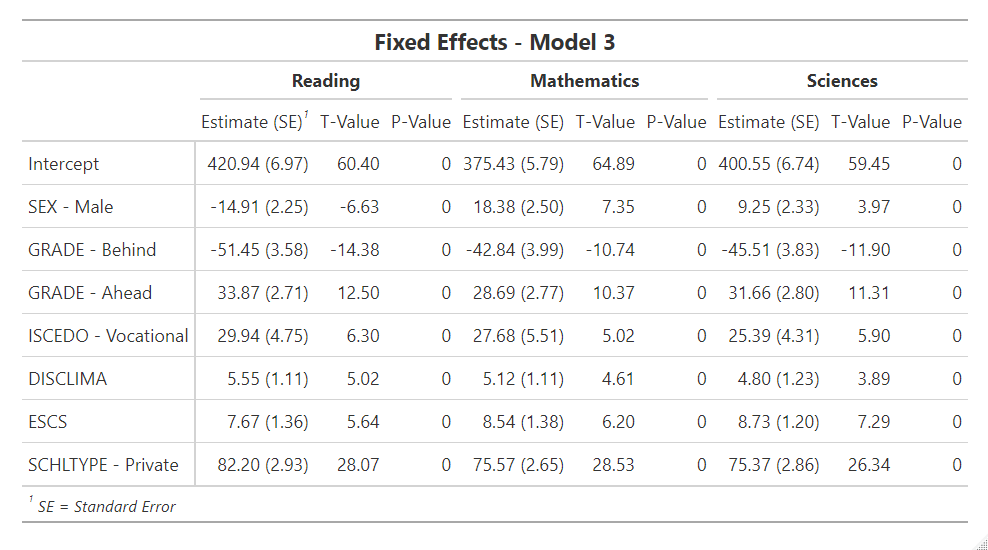 Fixed Effects - Model 3
Reading Mathematics Sciences
Estimate (SE)1 T-Value P-Value Estimate (SE) T-Value P-Value Estimate (SE) T-Value P-Value
Intercept 420.94 (6.97) 60.40 0 375.43 (5.79) 64.89 0 400.55 (6.74) 59.45 0
SEX - Male -14.91 (2.25) -6.63 0 18.38 (2.50) 7.35 0 9.25 (2.33) 3.97 0
GRADE - Behind -51.45 (3.58) -14.38 0 -42.84 (3.99) -10.74 0 -45.51 (3.83) -11.90 0
GRADE - Ahead 33.87 (2.71) 12.50 0 28.69 (2.77) 10.37 0 31.66 (2.80) 11.31 0
ISCEDO - Vocational 29.94 (4.75) 6.30 0 27.68 (5.51) 5.02 0 25.39 (4.31) 5.90 0
DISCLIMA 5.55 (1.11) 5.02 0 5.12 (1.11) 4.61 0 4.80 (1.23) 3.89 0
ESCS 7.67 (1.36) 5.64 0 8.54 (1.38) 6.20 0 8.73 (1.20) 7.29 0
SCHLTYPE - Private 82.20 (2.93) 28.07 0 75.57 (2.65) 28.53 0 75.37 (2.86) 26.34 0
1 SE = Standard Error